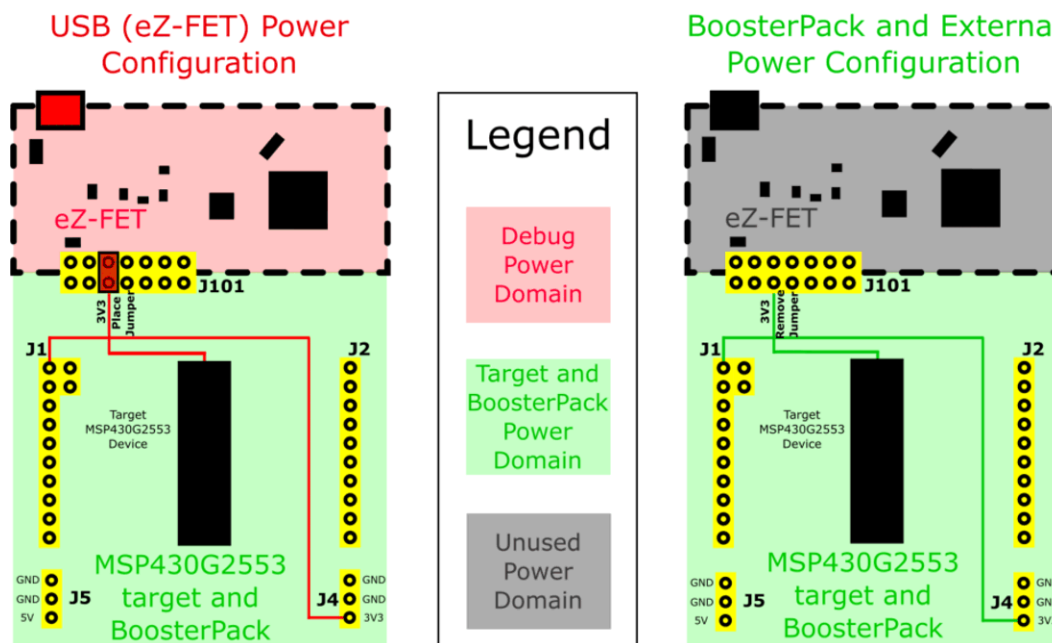 USB (eZ-FET) Power
Configuration
eZ-FET
J101
3V3
Place
Jumper
J1
J2
Target
MSP430G2553
Device
MSP430G2553
target and
BoosterPack
GND
GND
5V
J5
J4
GND
GND
3V3
Legend
Debug
Power
Domain
Target and
BoosterPack
Power
Domain
Unused
Power
Domain
BoosterPack and Externa
Power Configuration
eZ-FET
J101
3V3
Remove
Jumper
J1
J2
Target
MSP430G2553
Device
MSP430G2553
target and
BoosterPack
GND
GND
5V
J5
J4
GN
GN
3V